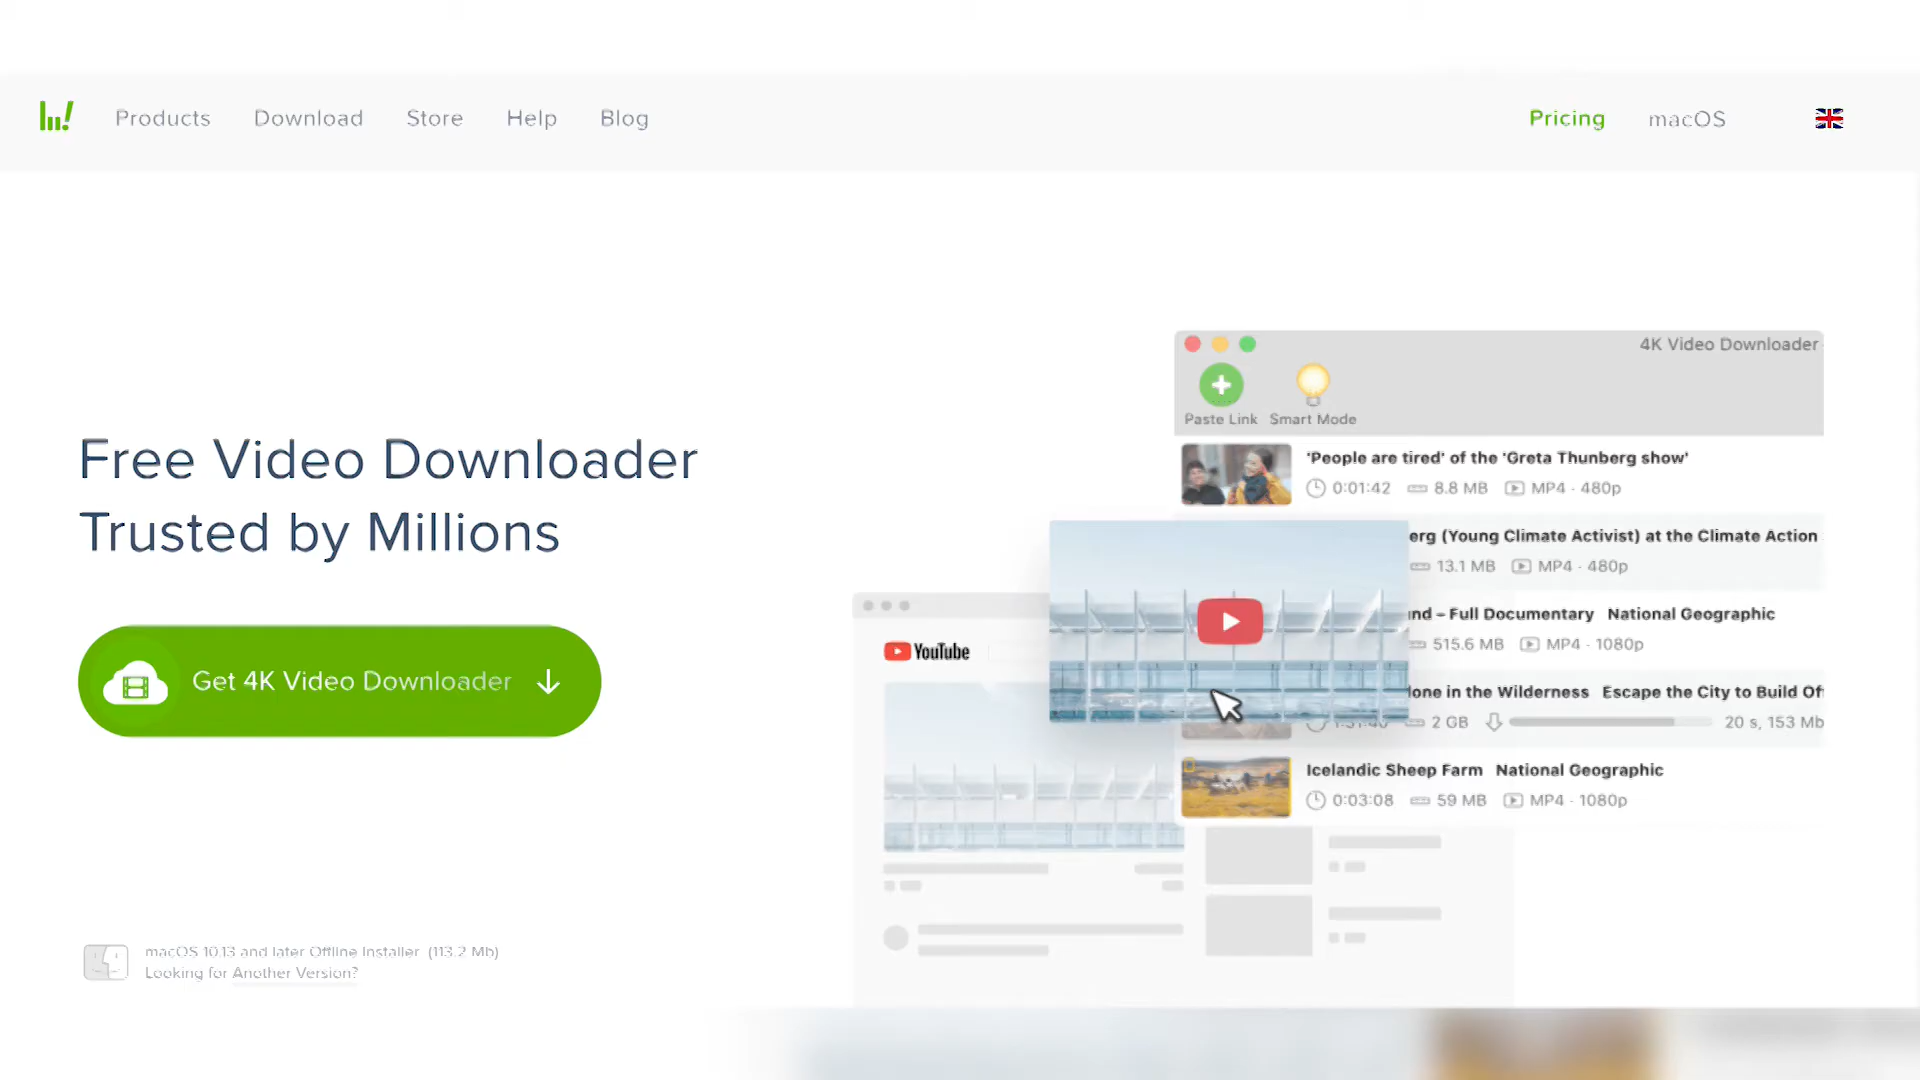 Products Download Store Help Blog Pricing macOS
Free Video Downloader
Trusted by Millions
Get 4K Video Downloader
macOS 10.13 and later Offline Installer (113.2 Mb)
Looking for Another Version?
4K Video Downloader
Paste Link Smart Mode
'People are tired' of the 'Greta Thunberg show'
0:01:42 8.8 MB MP4 · 480p
erg (Young Climate Activist) at the Climate Action
13.1 MB MP4 · 480p
nd – Full Documentary National Geographic
515.6 MB MP4 · 1080p
lone in the Wilderness Escape the City to Build Of
2 GB 20 s, 153 Mb
Icelandic Sheep Farm National Geographic
0:03:08 59 MB MP4 · 1080p
YouTube